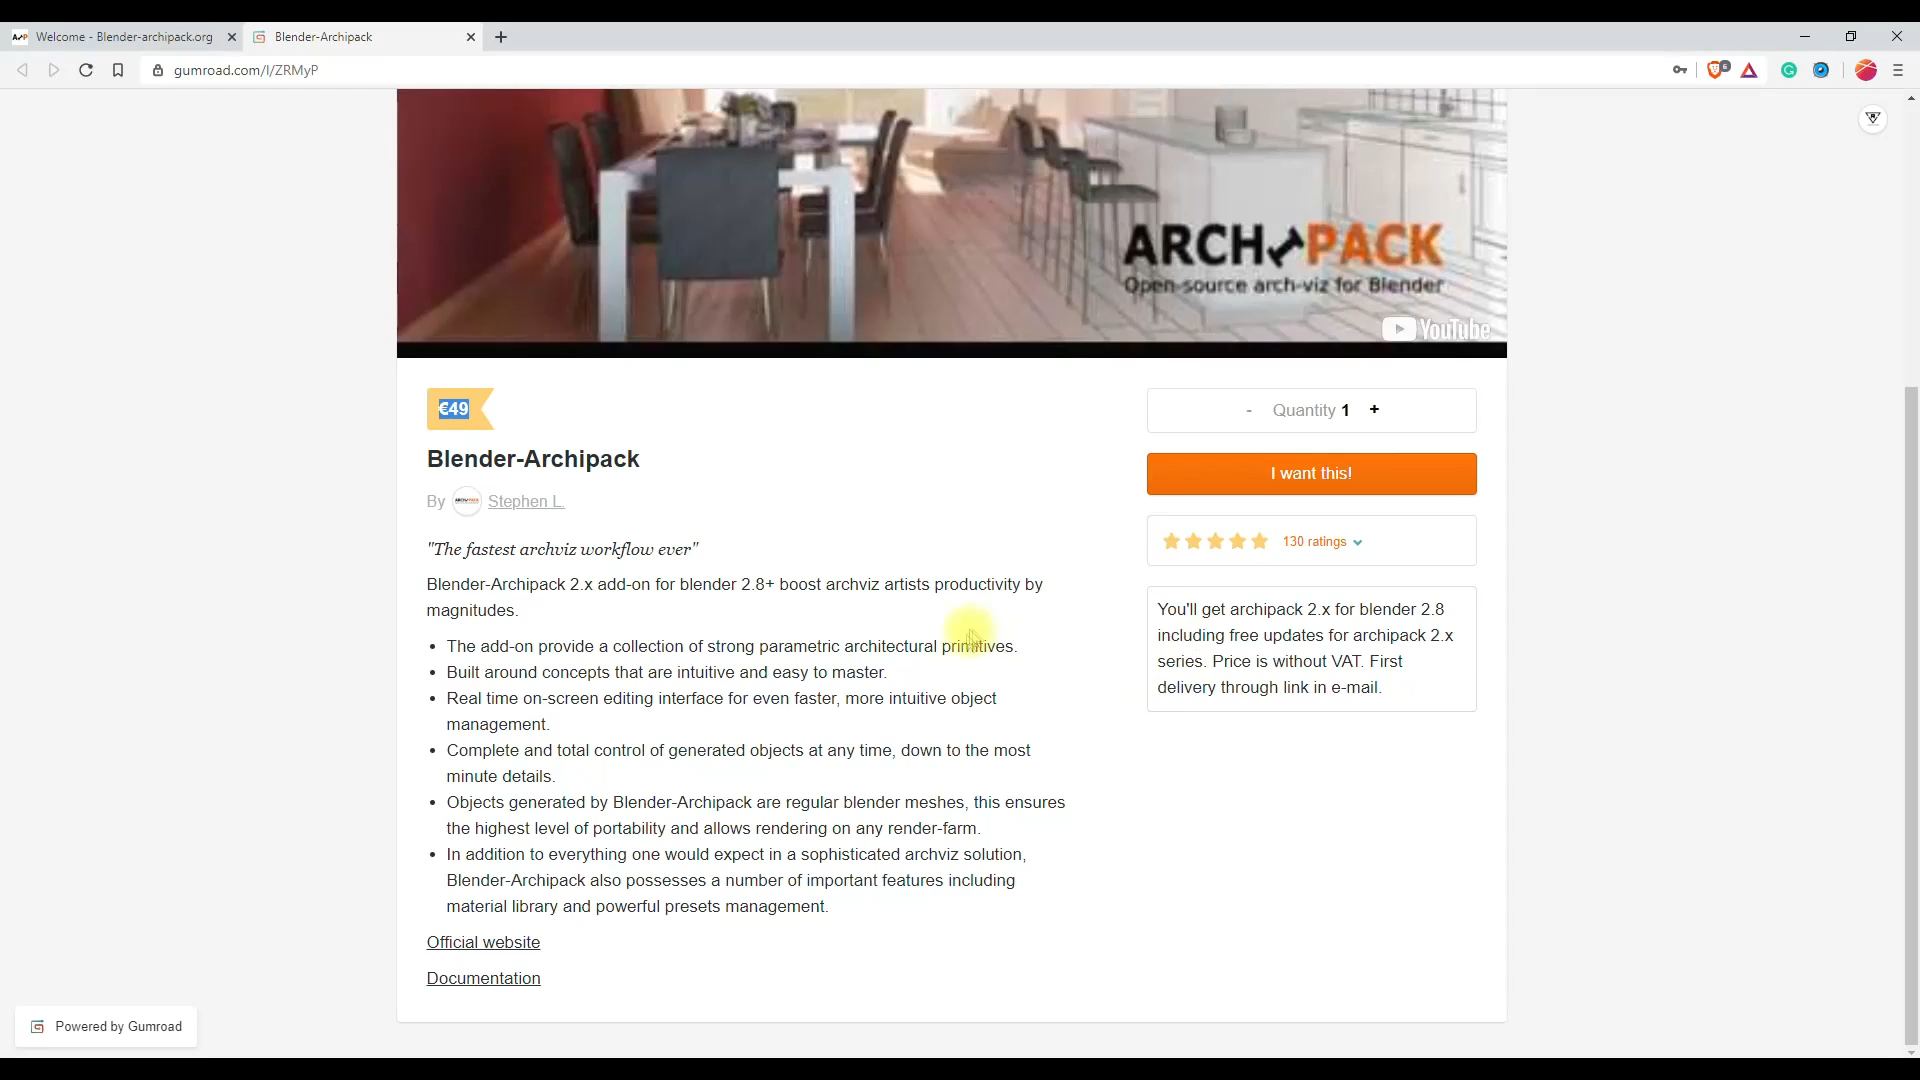 Welcome - Blender-archipack.org
Blender-Archipack
gumroad.com/l/ZRMyP
6
ARCHPACK
Open-source arch-viz for Blender
YouTube
€49
- Quantity 1 +
Blender-Archipack
I want this!
By Stephen L.
130 ratings
"The fastest archviz workflow ever"
Blender-Archipack 2.x add-on for blender 2.8+ boost archviz artists productivity by
magnitudes.
The add-on provide a collection of strong parametric architectural primitives.
Built around concepts that are intuitive and easy to master.
Real time on-screen editing interface for even faster, more intuitive object
management.
Complete and total control of generated objects at any time, down to the most
minute details.
Objects generated by Blender-Archipack are regular blender meshes, this ensures
the highest level of portability and allows rendering on any render-farm.
In addition to everything one would expect in a sophisticated archviz solution,
Blender-Archipack also possesses a number of important features including
material library and powerful presets management.
Official website
Documentation
You'll get archipack 2.x for blender 2.8
including free updates for archipack 2.x
series. Price is without VAT. First
delivery through link in e-mail.
Powered by Gumroad